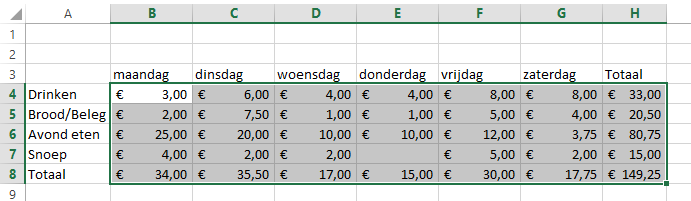 A B C D E F G H
1
2
3 maandag dinsdag woensdag donderdag vrijdag zaterdag Totaal
4 Drinken € 3,00 € 6,00 € 4,00 € 4,00 € 8,00 € 8,00 € 33,00
5 Brood/Beleg € 2,00 € 7,50 € 1,00 € 1,00 € 5,00 € 4,00 € 20,50
6 Avond eten € 25,00 € 20,00 € 10,00 € 10,00 € 12,00 € 3,75 € 80,75
7 Snoep € 4,00 € 2,00 € 2,00 € 5,00 € 2,00 € 15,00
8 Totaal € 34,00 € 35,50 € 17,00 € 15,00 € 30,00 € 17,75 € 149,25
9